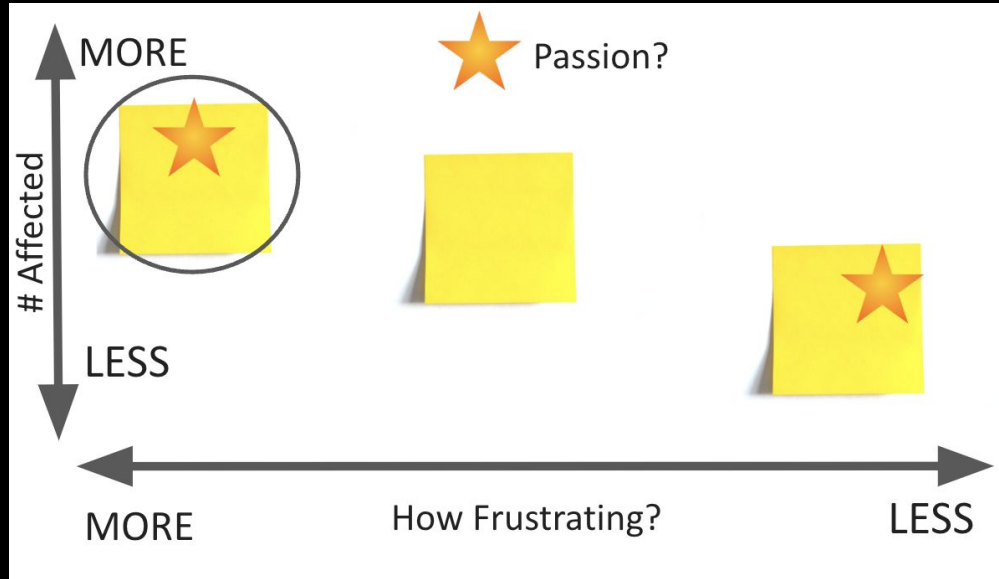 MORE
Passion?
# Affected
LESS
MORE
How Frustrating?
LESS